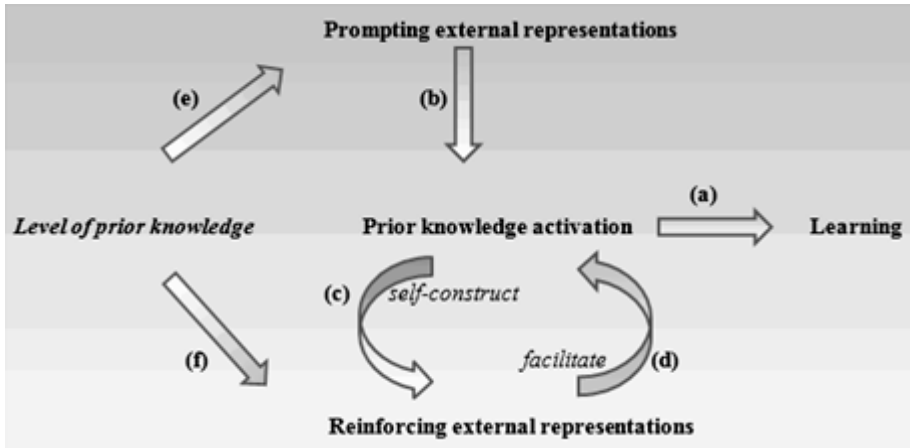 Prompting external representations
(e)
(b)
(a)
Level of prior knowledge
Prior knowledge activation
Learning
(c)
self-construct
(f)
facilitate
(d)
Reinforcing external representations